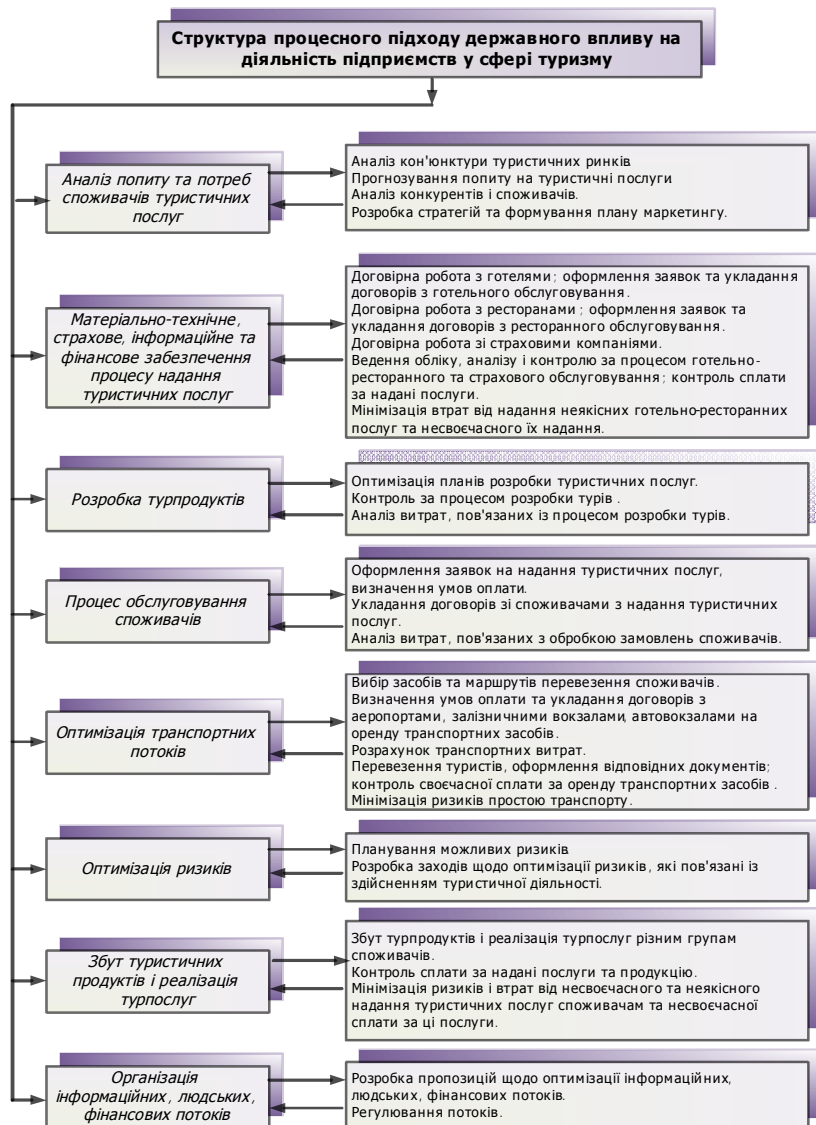 Структура процесного підходу державного впливу на
діяльність підприємств у сфері туризму
Аналіз попиту та потреб
споживачів туристичних
послуг
Аналіз кон'юнктури туристичних ринків.
Прогнозування попиту на туристичні послуги
Аналіз конкурентів і споживачів.
Розробка стратегій та формування плану маркетингу.
Матеріально-технічне,
страхове, інформаційне та
фінансове забезпечення
процесу надання
туристичних послуг
Договірна робота з готелями; оформлення заявок та укладання
договорів з готельного обслуговування.
Договірна робота з ресторанами; оформлення заявок та
укладання договорів з ресторанного обслуговування.
Договірна робота зі страховими компаніями.
Ведення обліку, аналізу і контролю за процесом готельно-
ресторанного та страхового обслуговування; контроль сплати
за надані послуги.
Мінімізація втрат від надання неякісних готельно-ресторанних
послуг та несвоєчасного їх надання.
Розробка турпродуктів
Оптимізація планів розробки туристичних послуг.
Контроль за процесом розробки турів .
Аналіз витрат, пов'язаних із процесом розробки турів.
Процес обслуговування
споживачів
Оформлення заявок на надання туристичних послуг,
визначення умов оплати.
Укладання договорів зі споживачами з надання туристичних
послуг.
Аналіз витрат, пов'язаних з обробкою замовлень споживачів.
Оптимізація транспортних
потоків
Вибір засобів та маршрутів перевезення споживачів.
Визначення умов оплати та укладання договорів з
аеропортами, залізничними вокзалами, автовокзалами на
оренду транспортних засобів.
Розрахунок транспортних витрат.
Перевезення туристів, оформлення відповідних документів;
контроль своєчасної сплати за оренду транспортних засобів .
Мінімізація ризиків простою транспорту.
Оптимізація ризиків
Планування можливих ризиків.
Розробка заходів щодо оптимізації ризиків, які пов'язані із
здійсненням туристичної діяльності.
Збут туристичних
продуктів і реалізація
турпослуг
Збут турпродуктів і реалізація турпослуг різним групам
споживачів.
Контроль сплати за надані послуги та продукцію.
Мінімізація ризиків і втрат від несвоєчасного та неякісного
надання туристичних послуг споживачам та несвоєчасної
сплати за ці послуги.
Організація
інформаційних, людських,
фінансових потоків
Розробка пропозицій щодо оптимізації інформаційних,
людських, фінансових потоків.
Регулювання потоків.